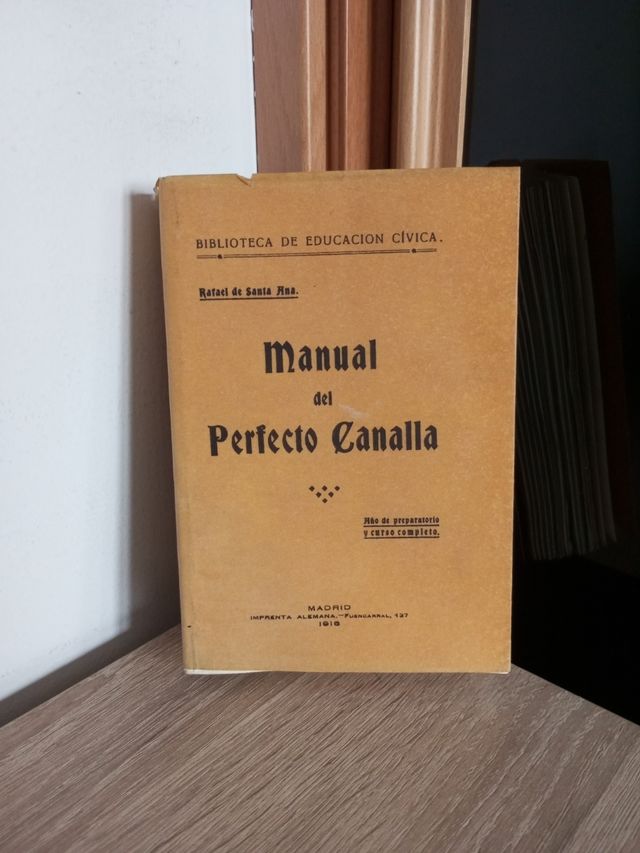 BIBLIOTECA DE EDUCACION CÍVICA.
Rafael de Santa Ana.
Manual
del
Perfecto Canalla
Año de preparatorio
y curso completo.
MADRID
IMPRENTA ALEMANA.—FUENCARRAL, 137
1916